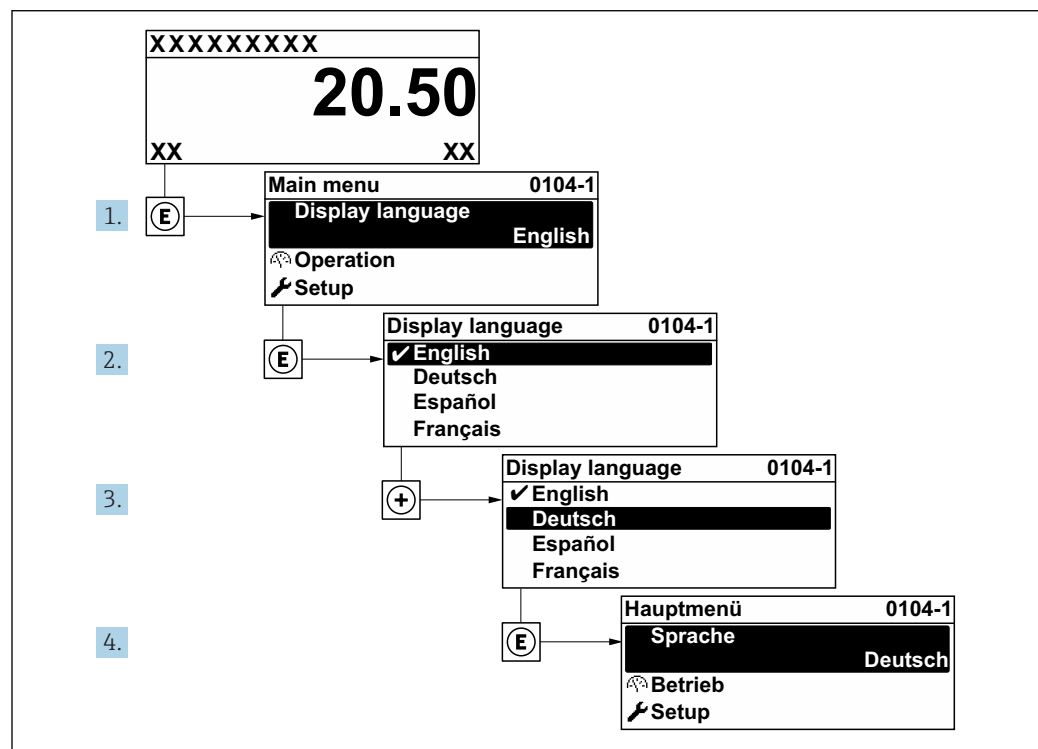 XXXXXXXXX
20.50
XX XX
Main menu 0104-1
1. E Display language
English
Operation
Setup
Display language 0104-1
2. E ✔English
Deutsch
Español
Français
Display language 0104-1
3. + ✔English
Deutsch
Español
Français
Hauptmenü 0104-1
4. E Sprache
Deutsch
Betrieb
Setup